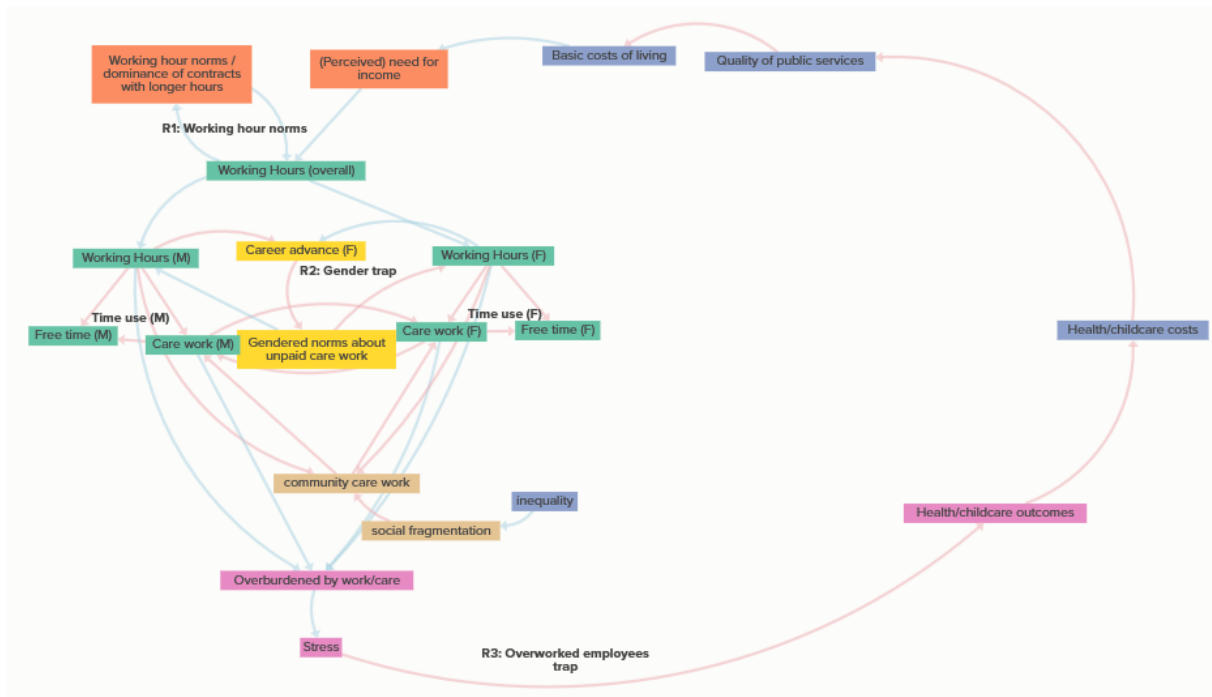 Working hour norms /
dominance of contracts
with longer hours
(Perceived) need for
income
Basic costs of living
Quality of public services
R1: Working hour norms
Working Hours (overall)
Working Hours (M)
Career advance (F)
Working Hours (F)
R2: Gender trap
Time use (M)
Time use (F)
Free time (M)
Care work (M)
Gendered norms about
unpaid care work
Care work (F)
Free time (F)
Health/childcare costs
community care work
inequality
social fragmentation
Health/childcare outcomes
Overburdened by work/care
Stress
R3: Overworked employees
trap